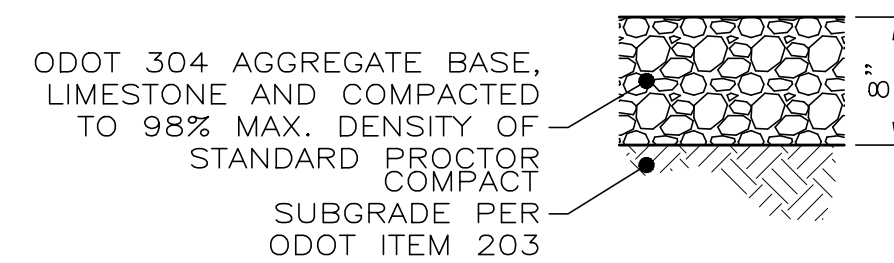 ODOT 304 AGGREGATE BASE,
LIMESTONE AND COMPACTED
TO 98% MAX. DENSITY OF
STANDARD PROCTOR
COMPACT
SUBGRADE PER
ODOT ITEM 203
8"